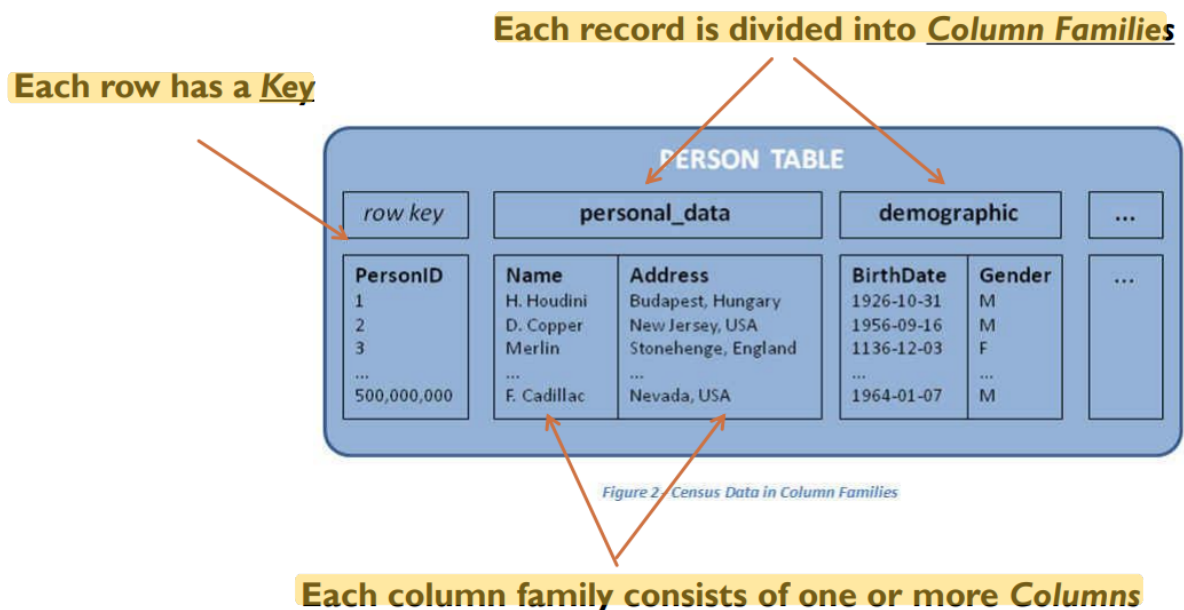 Each record is divided into Column Families
Each row has a Key
PERSON TABLE
row key personal_data demographic ...
PersonID Name Address BirthDate Gender ...
1 H. Houdini Budapest, Hungary 1926-10-31 M
2 D. Copper New Jersey, USA 1956-09-16 M
3 Merlin Stonehenge, England 1136-12-03 F
... ... ... ... ...
500,000,000 F. Cadillac Nevada, USA 1964-01-07 M
Figure 2 - Census Data in Column Families
Each column family consists of one or more Columns